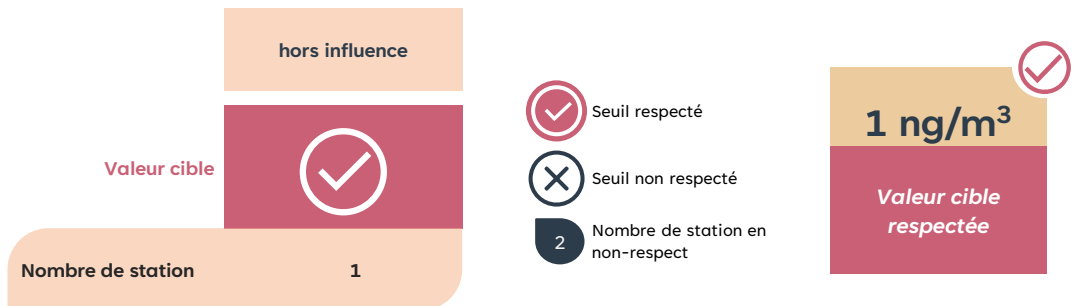 hors influence
Valeur cible
Nombre de station 1
Seuil respecté
Seuil non respecté
2
Nombre de station en
non-respect
1 ng/m³
Valeur cible
respectée